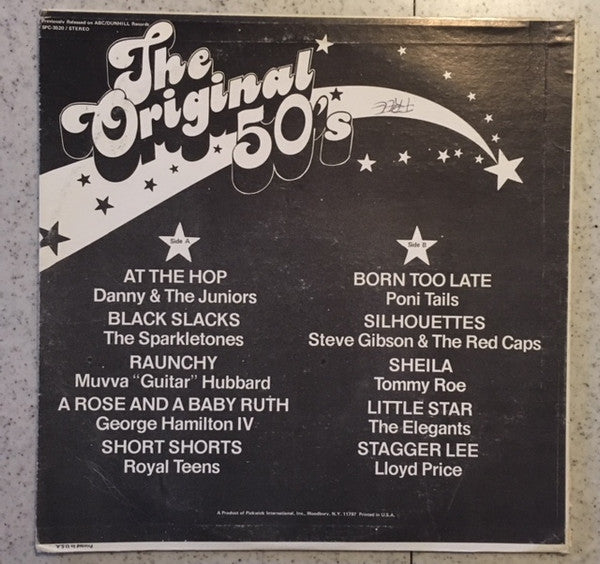 Previously Released on ABC/DUNHILL Records
SPC-3520 / STEREO
The
Original
50's
Side A
AT THE HOP
Danny & The Juniors
BLACK SLACKS
The Sparkletones
RAUNCHY
Muvva "Guitar" Hubbard
A ROSE AND A BABY RUTH
George Hamilton IV
SHORT SHORTS
Royal Teens
Side B
BORN TOO LATE
Poni Tails
SILHOUETTES
Steve Gibson & The Red Caps
SHEILA
Tommy Roe
LITTLE STAR
The Elegants
STAGGER LEE
Lloyd Price
A Product of Pickwick International, Inc., Woodbury, N.Y. 11797 Printed in U.S.A.